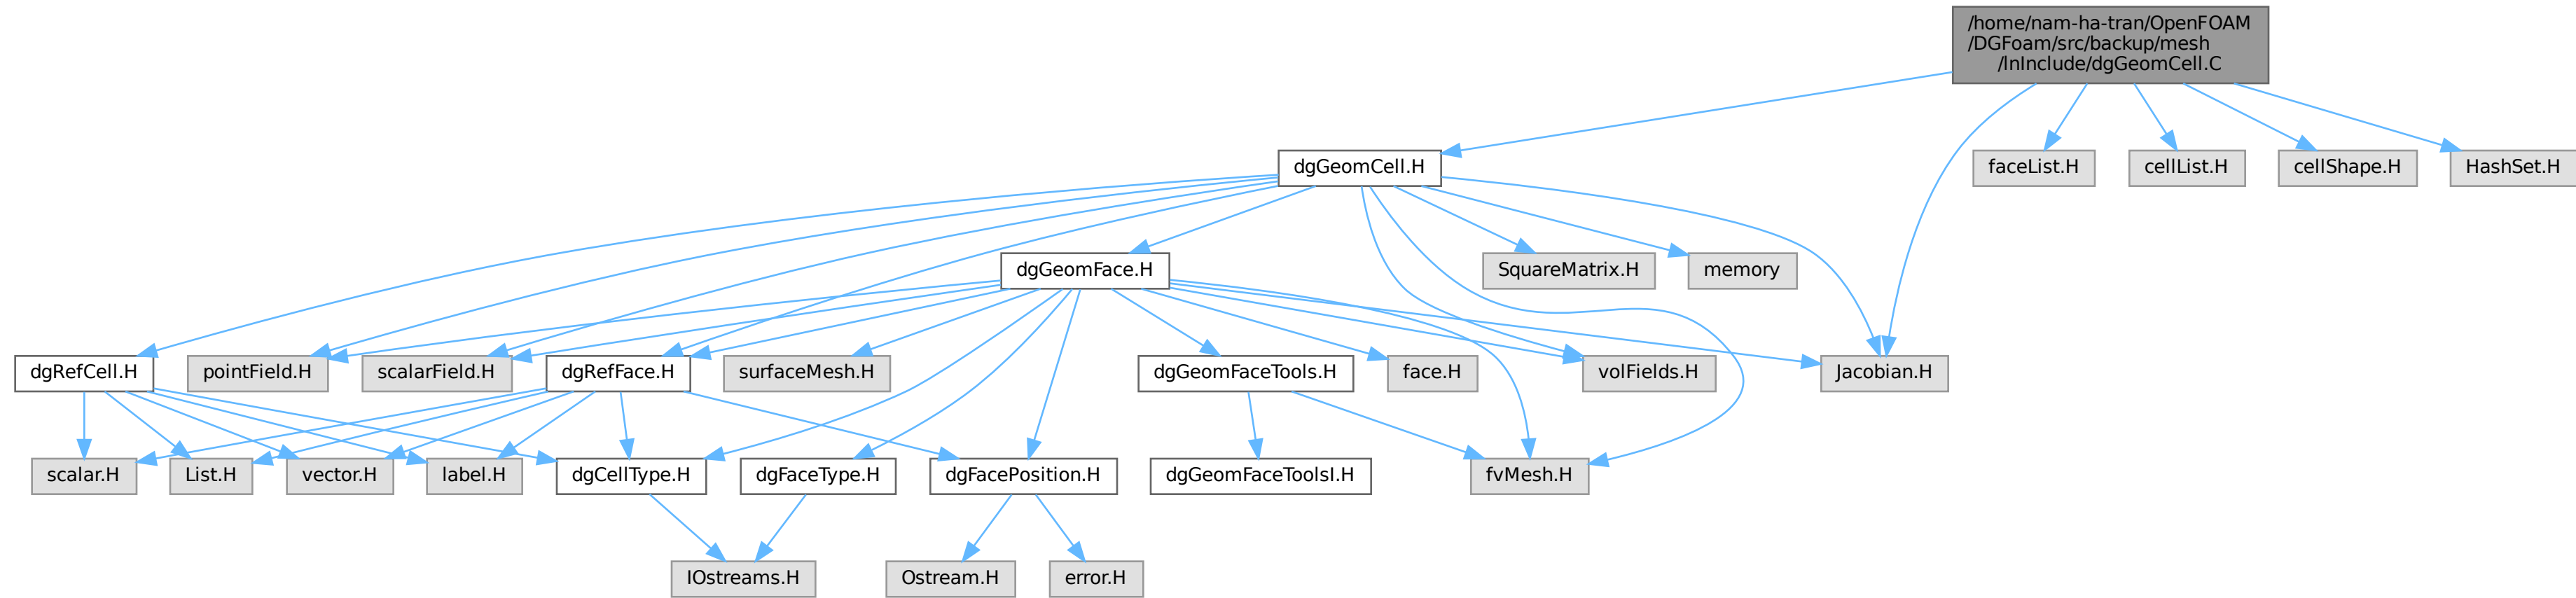 /home/nam-ha-tran/OpenFOAM
/DGFoam/src/backup/mesh
/lnInclude/dgGeomCell.C
dgGeomCell.H
faceList.H
cellList.H
cellShape.H
HashSet.H
dgGeomFace.H
SquareMatrix.H
memory
dgRefCell.H
pointField.H
scalarField.H
dgRefFace.H
surfaceMesh.H
dgGeomFaceTools.H
face.H
volFields.H
Jacobian.H
scalar.H
List.H
vector.H
label.H
dgCellType.H
dgFaceType.H
dgFacePosition.H
dgGeomFaceToolsI.H
fvMesh.H
IOstreams.H
Ostream.H
error.H